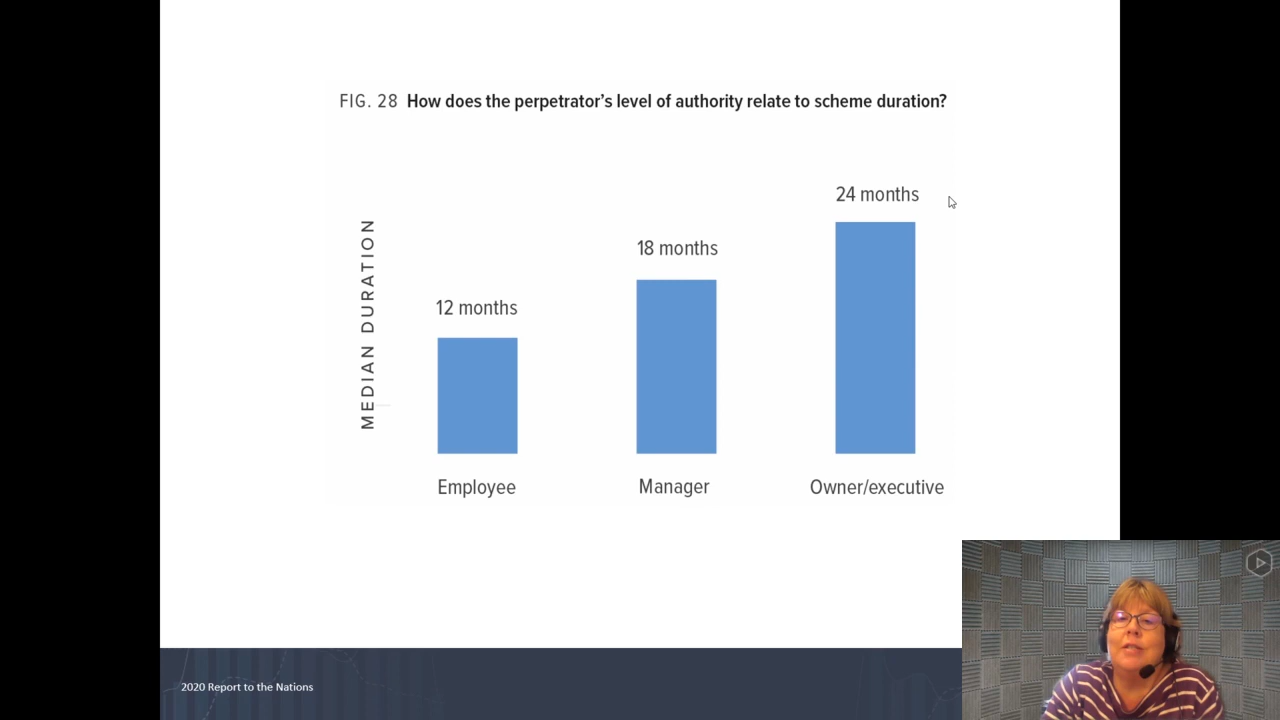 FIG. 28 How does the perpetrator’s level of authority relate to scheme duration?
MEDIAN DURATION
12 months
18 months
24 months
Employee
Manager
Owner/executive
2020 Report to the Nations